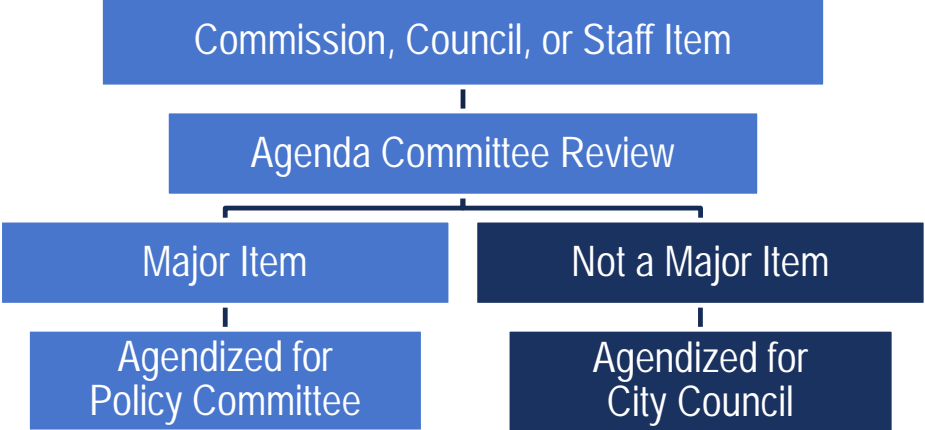 Commission, Council, or Staff Item
Agenda Committee Review
Major Item
Not a Major Item
Agendized for
Policy Committee
Agendized for
City Council